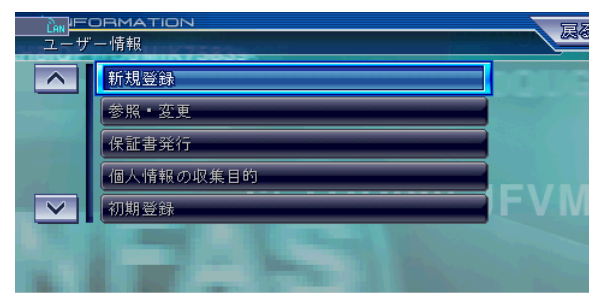 LAN
INFORMATION
戻る
ユーザー情報
新規登録
参照・変更
保証書発行
個人情報の収集目的
初期登録